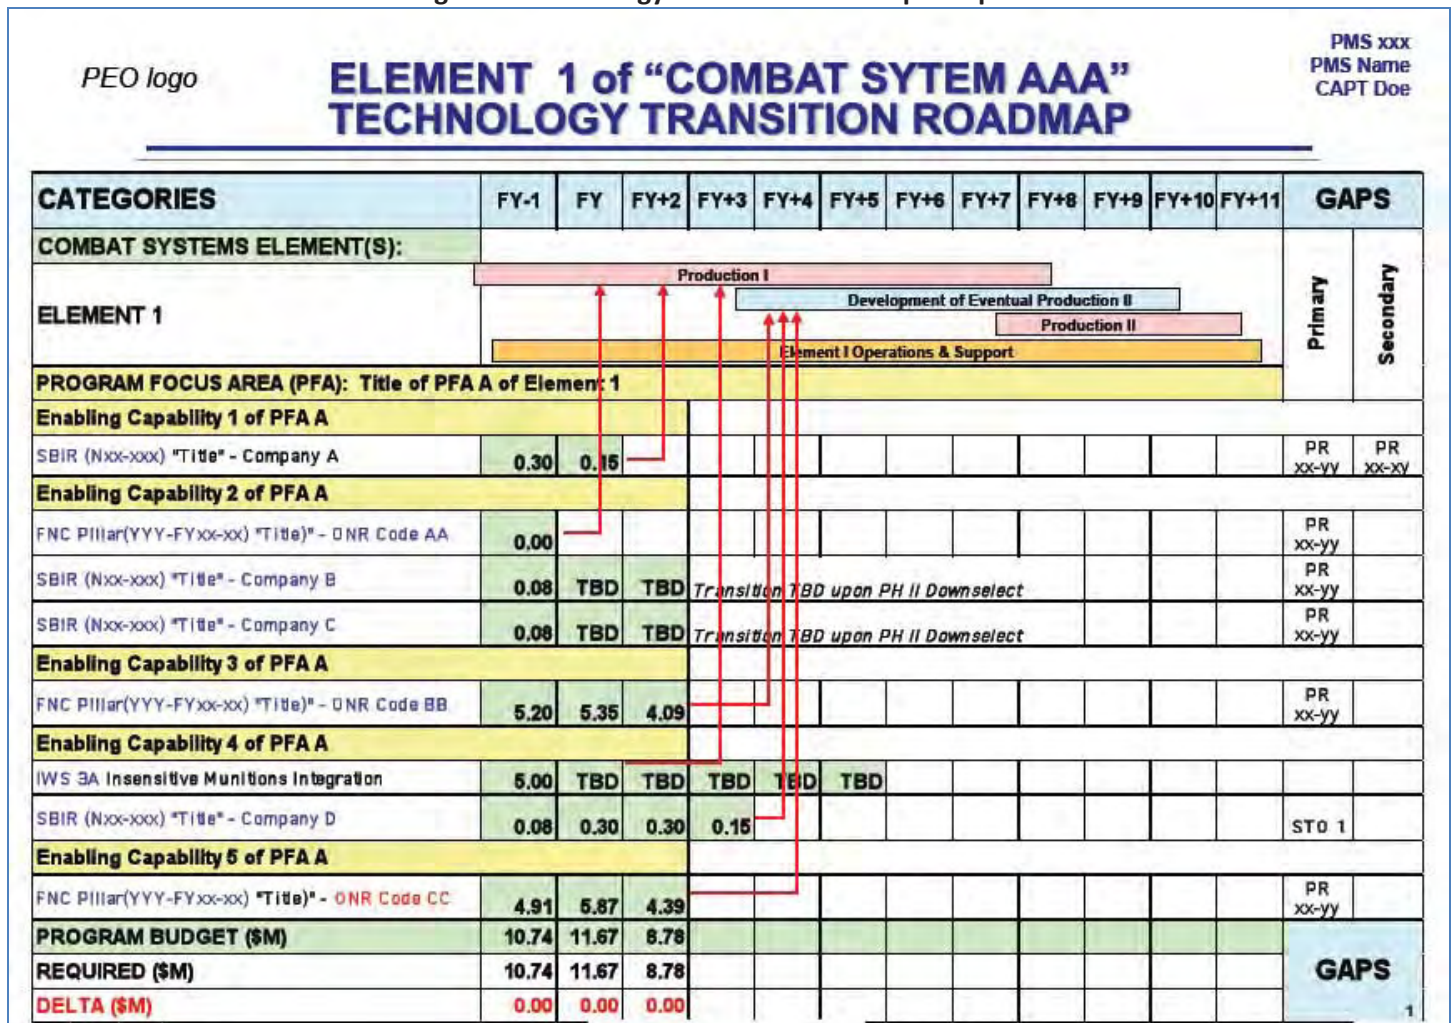 PEO logo
ELEMENT 1 of “COMBAT SYTEM AAA”
TECHNOLOGY TRANSITION ROADMAP
PMS xxx
PMS Name
CAPT Doe
CATEGORIES FY-1 FY FY+2 FY+3 FY+4 FY+5 FY+6 FY+7 FY+8 FY+9 FY+10 FY+11 GAPS
COMBAT SYSTEMS ELEMENT(S):
Production I
Development of Eventual Production II
ELEMENT 1
Production II
Element I Operations & Support
Primary
Secondary
PROGRAM FOCUS AREA (PFA): Title of PFA A of Element 1
Enabling Capability 1 of PFA A
SBIR (Nxx-xxx) "Title" - Company A 0.30 0.15 PR xx-yy PR xx-xy
Enabling Capability 2 of PFA A
FNC Pillar(YYY-FYxx-xx) "Title)" - ONR Code AA 0.00 PR xx-yy
SBIR (Nxx-xxx) "Title" - Company B 0.08 TBD TBD Transition TBD upon PH II Downselect PR xx-yy
SBIR (Nxx-xxx) "Title" - Company C 0.08 TBD TBD Transition TBD upon PH II Downselect PR xx-yy
Enabling Capability 3 of PFA A
FNC Pillar(YYY-FYxx-xx) "Title)" - ONR Code BB 5.20 5.35 4.09 PR xx-yy
Enabling Capability 4 of PFA A
IWS 3A Insensitive Munitions Integration 5.00 TBD TBD TBD TBD TBD
SBIR (Nxx-xxx) "Title" - Company D 0.08 0.30 0.30 0.15 STO 1
Enabling Capability 5 of PFA A
FNC Pillar(YYY-FYxx-xx) "Title)" - ONR Code CC 4.91 5.87 4.39 PR xx-yy
PROGRAM BUDGET ($M) 10.74 11.67 8.78
REQUIRED ($M) 10.74 11.67 8.78 GAPS
DELTA ($M) 0.00 0.00 0.00 1